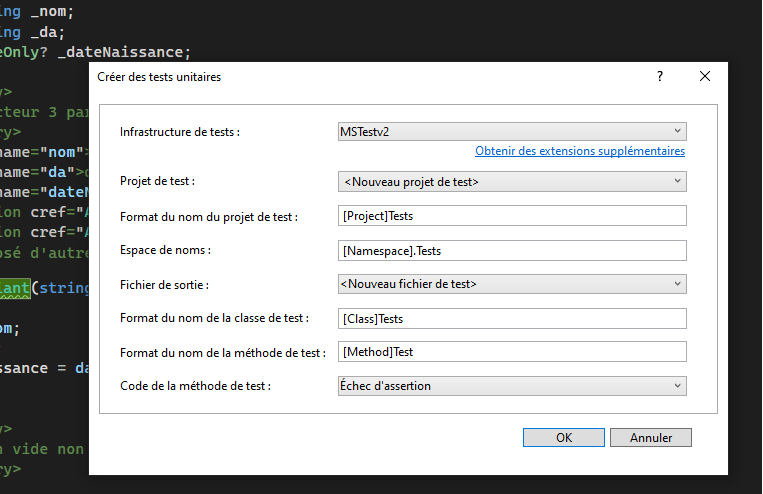 ing _nom;
ing _da;
eOnly? _dateNaissance;
Créer des tests unitaires
? 
y>
cteur 3 par
ry>
name="nom">
name="da">
name="dateN
ion cref="A
ion cref="A
osé d'autre
iant(string
om;
ssance = da
y>
n vide non
ry>
Infrastructure de tests :
MSTestv2
Obtenir des extensions supplémentaires
Projet de test :
<Nouveau projet de test>
Format du nom du projet de test :
[Project]Tests
Espace de noms :
[Namespace].Tests
Fichier de sortie :
<Nouveau fichier de test>
Format du nom de la classe de test :
[Class]Tests
Format du nom de la méthode de test :
[Method]Test
Code de la méthode de test :
Échec d'assertion
OK
Annuler